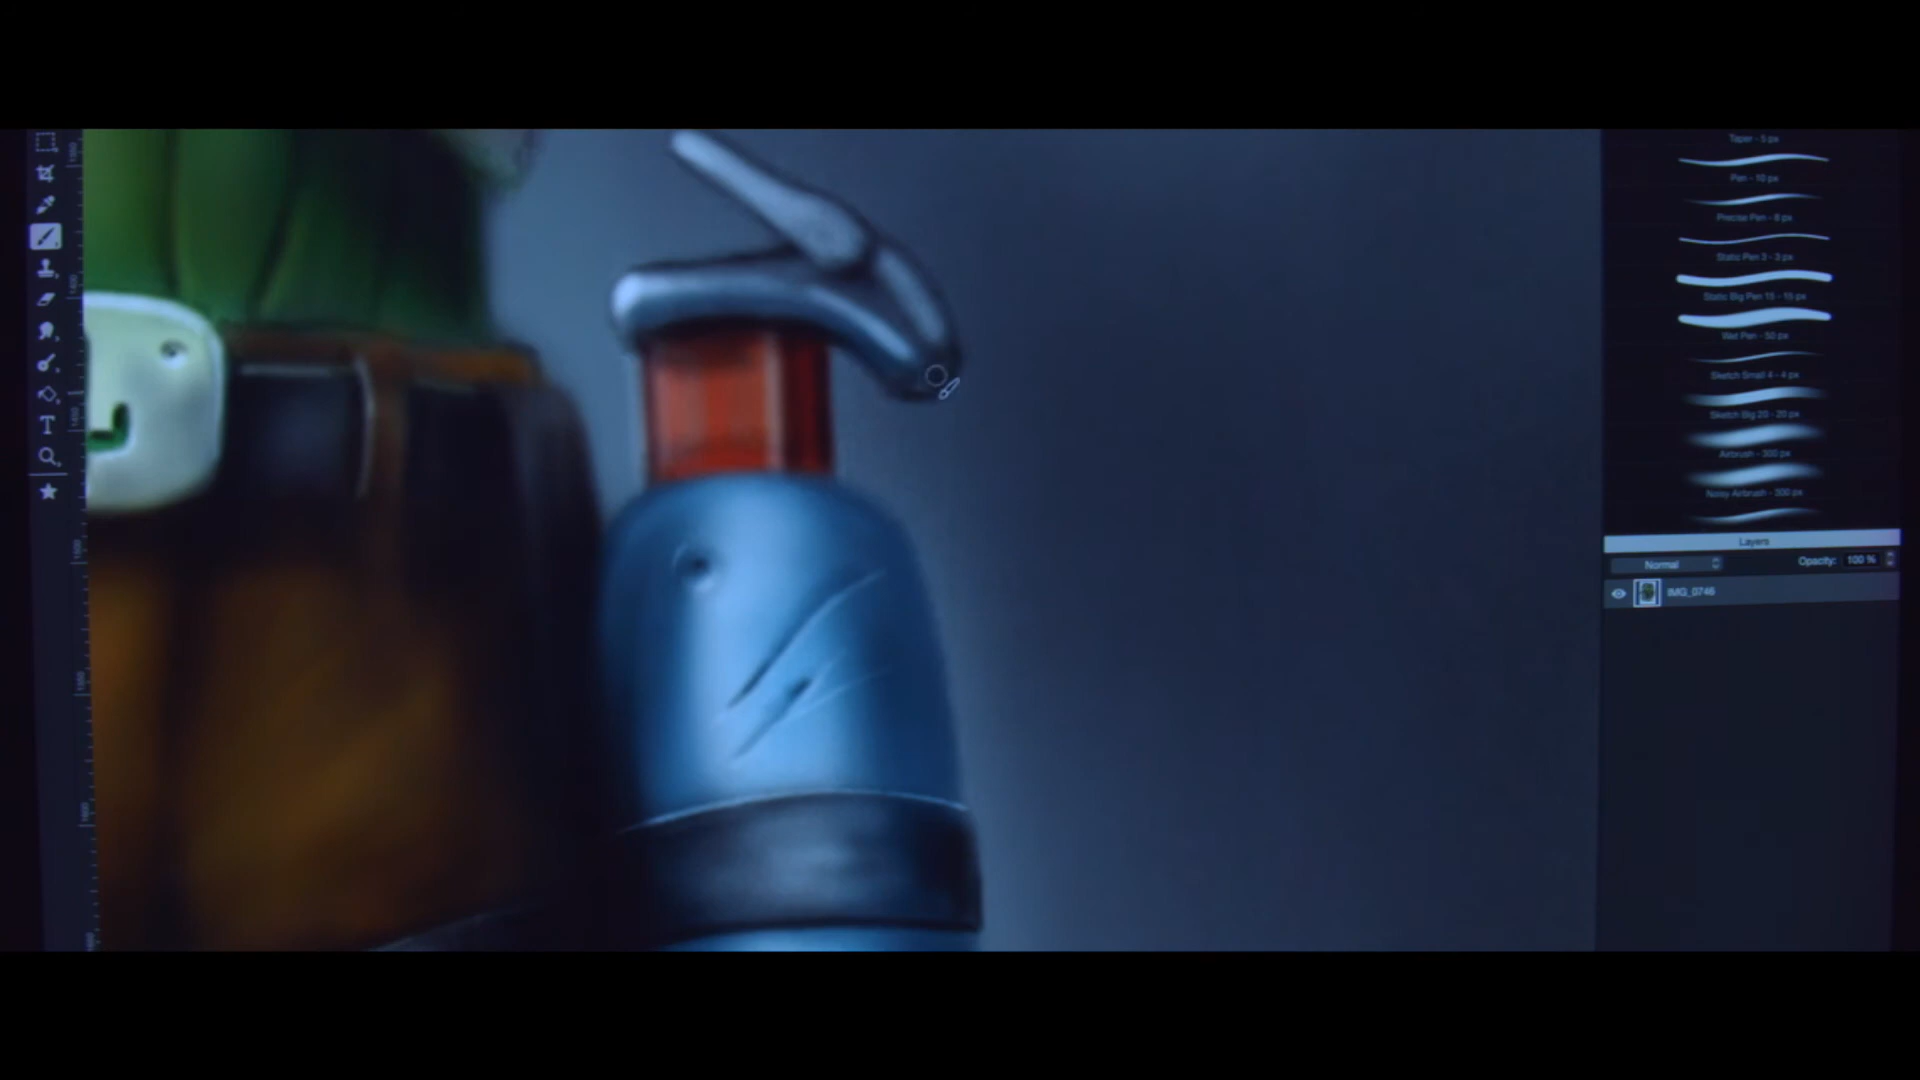 Taper - 5 px
Pen - 10 px
Precise Pen - 8 px
Static Pen 3 - 3 px
Static Big Pen 15 - 15 px
Wet Pen - 50 px
Sketch Small 4 - 4 px
Sketch Big 20 - 20 px
Airbrush - 300 px
Noisy Airbrush - 300 px
Layers
Normal
Opacity: 100 %
IMG_0746
T